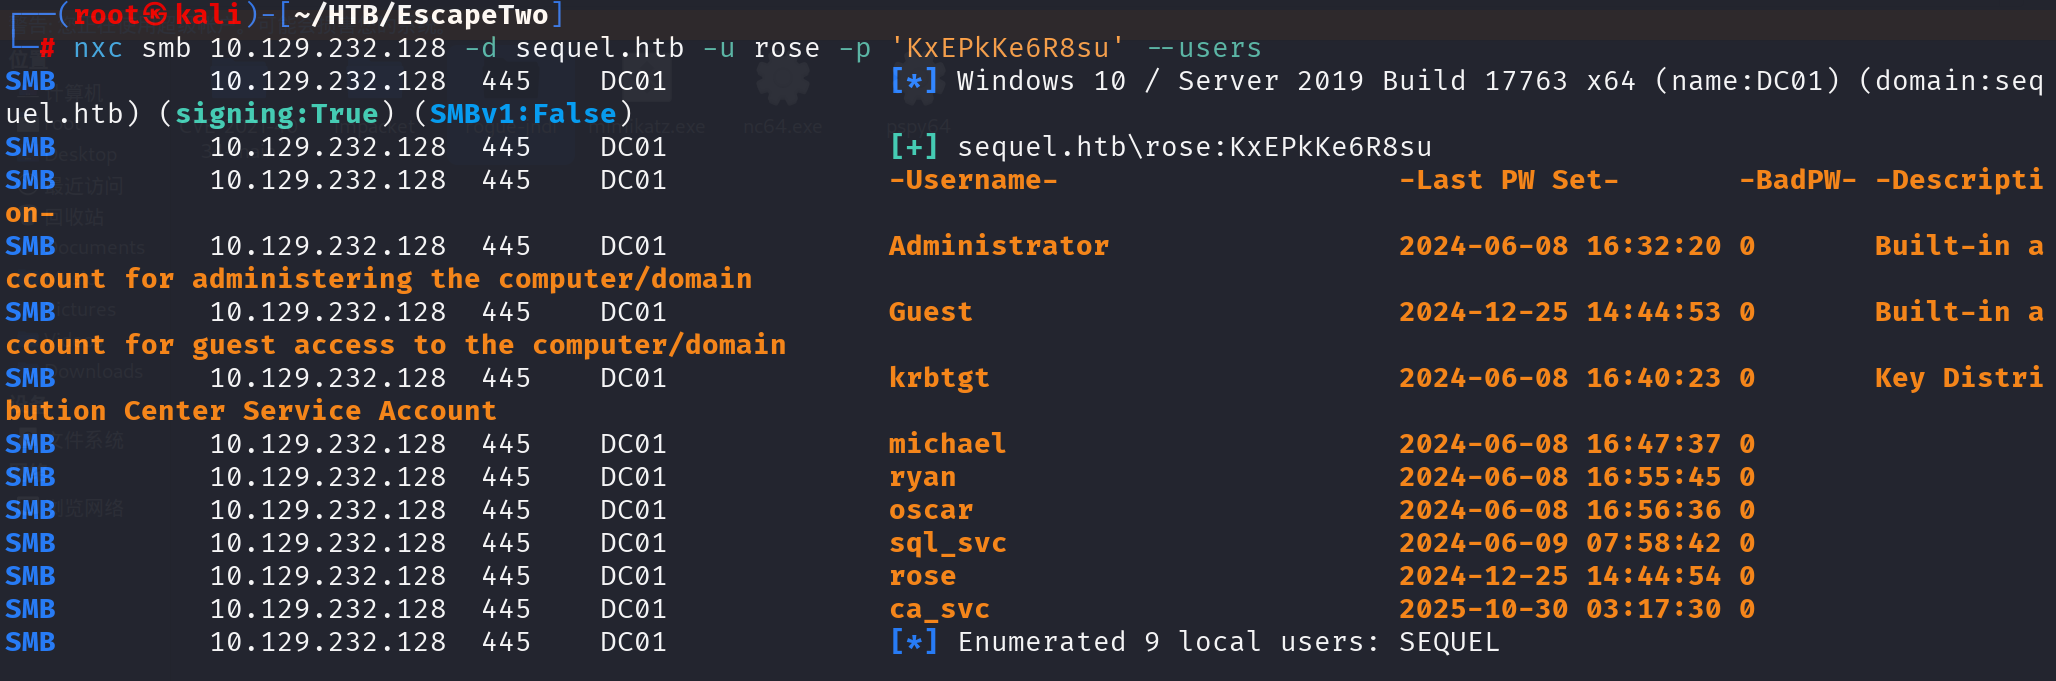 ┌──(root㉿kali)-[~/HTB/EscapeTwo]
└─# nxc smb 10.129.232.128 -d sequel.htb -u rose -p 'KxEPkKe6R8su' --users
SMB         10.129.232.128  445    DC01             [*] Windows 10 / Server 2019 Build 17763 x64 (name:DC01) (domain:seq
uel.htb) (signing:True) (SMBv1:False)
SMB         10.129.232.128  445    DC01             [+] sequel.htb\rose:KxEPkKe6R8su
SMB         10.129.232.128  445    DC01             -Username-                    -Last PW Set-       -BadPW- -Descripti
on-
SMB         10.129.232.128  445    DC01             Administrator                 2024-06-08 16:32:20 0       Built-in a
ccount for administering the computer/domain
SMB         10.129.232.128  445    DC01             Guest                         2024-12-25 14:44:53 0       Built-in a
ccount for guest access to the computer/domain
SMB         10.129.232.128  445    DC01             krbtgt                        2024-06-08 16:40:23 0       Key Distri
bution Center Service Account
SMB         10.129.232.128  445    DC01             michael                       2024-06-08 16:47:37 0
SMB         10.129.232.128  445    DC01             ryan                          2024-06-08 16:55:45 0
SMB         10.129.232.128  445    DC01             oscar                         2024-06-08 16:56:36 0
SMB         10.129.232.128  445    DC01             sql_svc                       2024-06-09 07:58:42 0
SMB         10.129.232.128  445    DC01             rose                          2024-12-25 14:44:54 0
SMB         10.129.232.128  445    DC01             ca_svc                        2025-10-30 03:17:30 0
SMB         10.129.232.128  445    DC01             [*] Enumerated 9 local users: SEQUEL